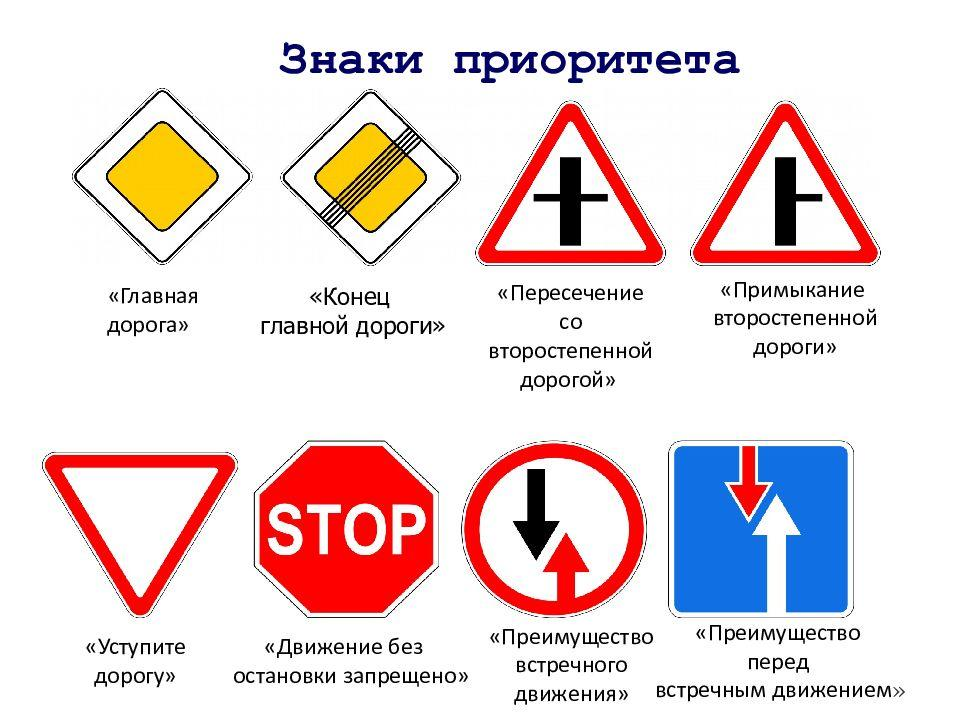 Знаки приоритета
«Главная
дорога»
«Конец
главной дороги»
«Пересечение
со
второстепенной
дорогой»
«Примыкание
второстепенной
дороги»
STOP
«Уступите
дорогу»
«Движение без
остановки запрещено»
«Преимущество
встречного
движения»
«Преимущество
перед
встречным движением»